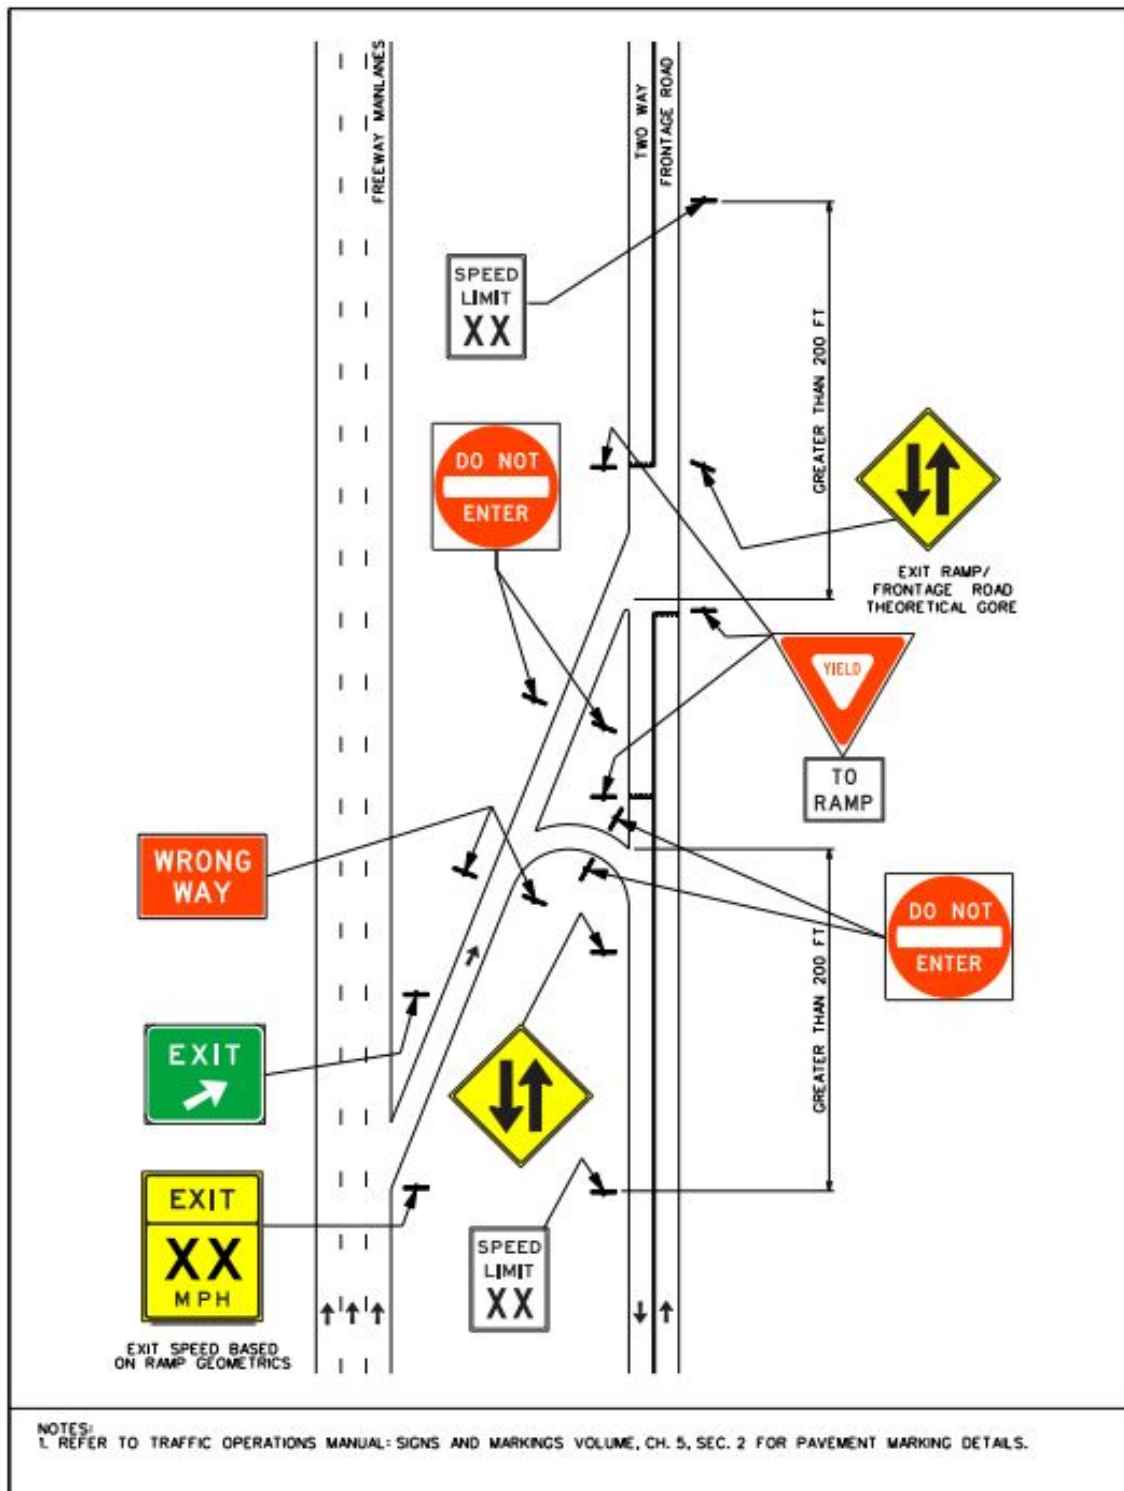 FREEWAY MAINLANES
TWO WAY
FRONTAGE ROAD
SPEED
LIMIT
XX
GREATER THAN 200 FT
DO NOT
ENTER
EXIT RAMP/
FRONTAGE ROAD
THEORETICAL GORE
YIELD
TO
RAMP
WRONG
WAY
DO NOT
ENTER
GREATER THAN 200 FT
EXIT
EXIT
XX
MPH
SPEED
LIMIT
XX
EXIT SPEED BASED
ON RAMP GEOMETRICS
NOTES:
1. REFER TO TRAFFIC OPERATIONS MANUAL: SIGNS AND MARKINGS VOLUME, CH. 5, SEC. 2 FOR PAVEMENT MARKING DETAILS.